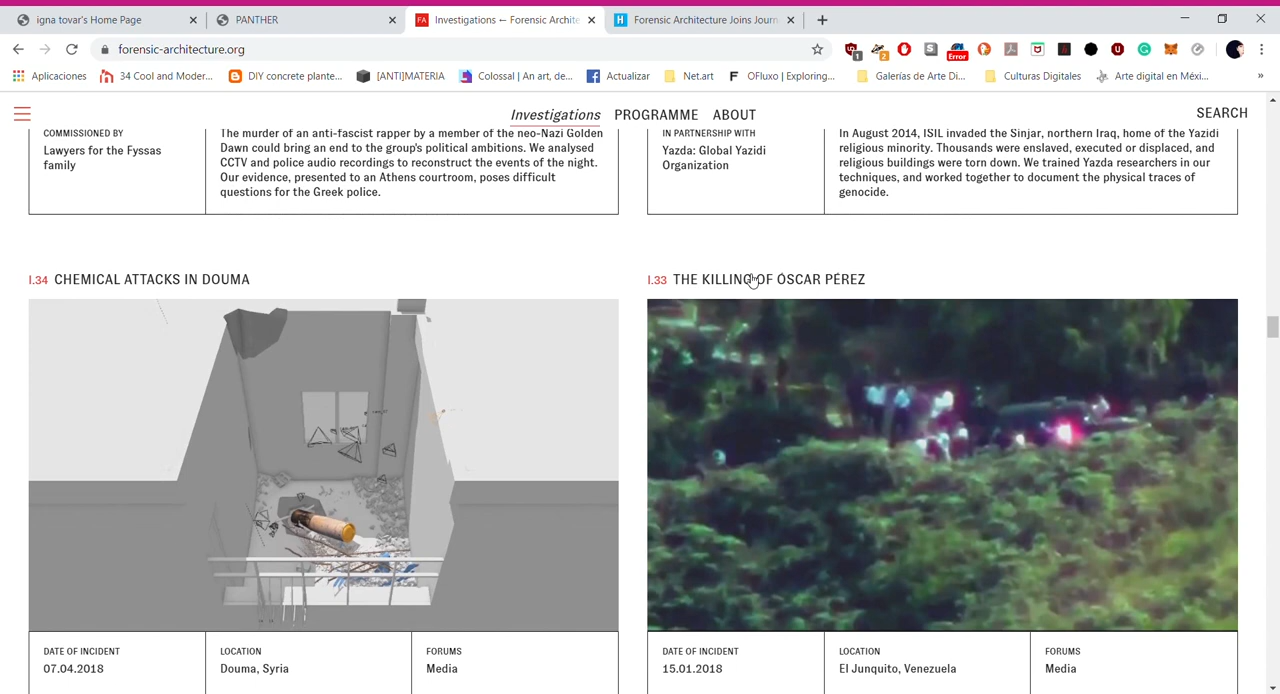 igna tovar's Home Page
PANTHER
Investigations ← Forensic Archite
Forensic Architecture Joins Journ
forensic-architecture.org
1
2
Error
Aplicaciones
34 Cool and Moder...
DIY concrete plante...
[ANTI]MATERIA
Colossal | An art, de...
Actualizar
Net.art
OFluxo | Exploring...
Galerías de Arte Di...
Culturas Digitales
Arte digital en Méxi...
Investigations
PROGRAMME
ABOUT
SEARCH
COMMISSIONED BY
Lawyers for the Fyssas
family
The murder of an anti-fascist rapper by a member of the neo-Nazi Golden
Dawn could bring an end to the group's political ambitions. We analysed
CCTV and police audio recordings to reconstruct the events of the night.
Our evidence, presented to an Athens courtroom, poses difficult
questions for the Greek police.
IN PARTNERSHIP WITH
Yazda: Global Yazidi
Organization
In August 2014, ISIL invaded the Sinjar, northern Iraq, home of the Yazidi
religious minority. Thousands were enslaved, executed or displaced, and
religious buildings were torn down. We trained Yazda researchers in our
techniques, and worked together to document the physical traces of
genocide.
I.34 CHEMICAL ATTACKS IN DOUMA
I.33 THE KILLING OF ÓSCAR PÉREZ
DATE OF INCIDENT
07.04.2018
LOCATION
Douma, Syria
FORUMS
Media
DATE OF INCIDENT
15.01.2018
LOCATION
El Junquito, Venezuela
FORUMS
Media